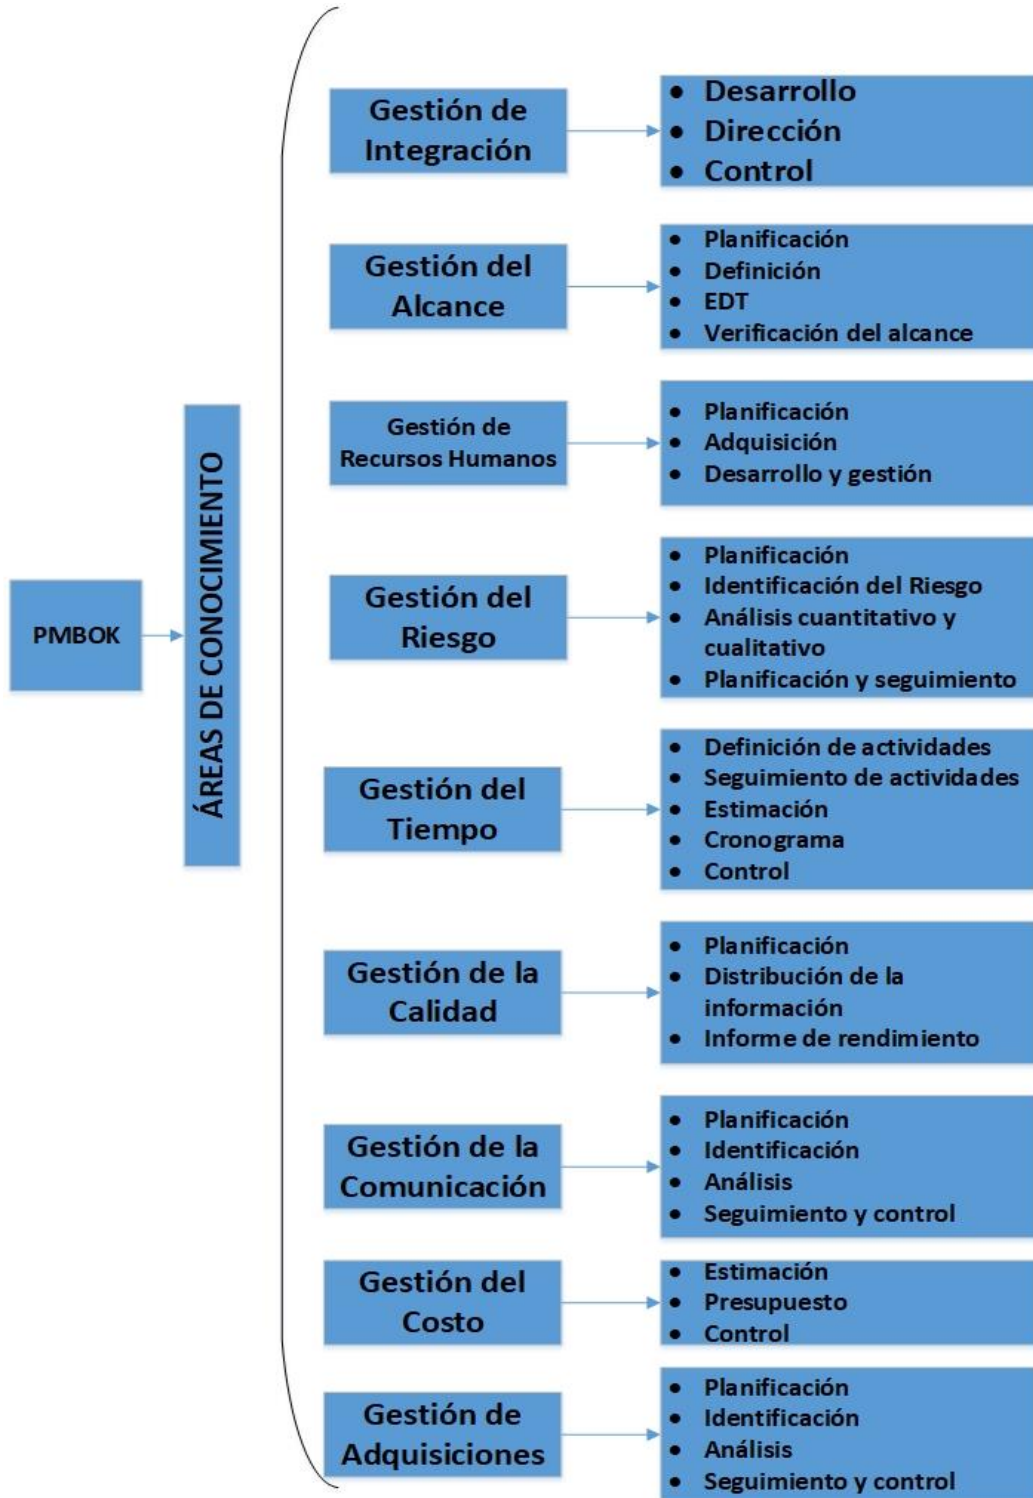 PMBOK
ÁREAS DE CONOCIMIENTO
Gestión de
Integración
• Desarrollo
• Dirección
• Control
Gestión del
Alcance
• Planificación
• Definición
• EDT
• Verificación del alcance
Gestión de
Recursos Humanos
• Planificación
• Adquisición
• Desarrollo y gestión
Gestión del
Riesgo
• Planificación
• Identificación del Riesgo
• Análisis cuantitativo y
cualitativo
• Planificación y seguimiento
Gestión del
Tiempo
• Definición de actividades
• Seguimiento de actividades
• Estimación
• Cronograma
• Control
Gestión de la
Calidad
• Planificación
• Distribución de la
información
• Informe de rendimiento
Gestión de la
Comunicación
• Planificación
• Identificación
• Análisis
• Seguimiento y control
Gestión del
Costo
• Estimación
• Presupuesto
• Control
Gestión de
Adquisiciones
• Planificación
• Identificación
• Análisis
• Seguimiento y control